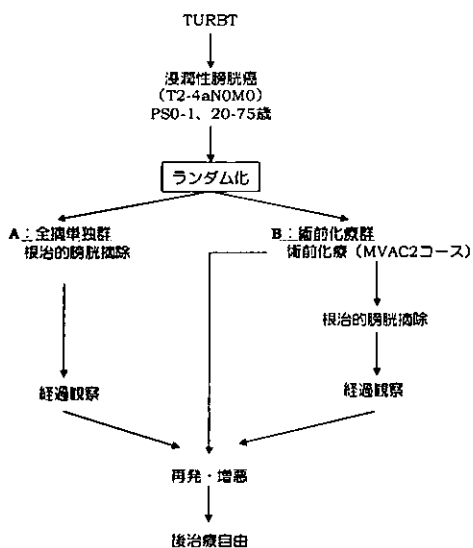 TURBT
浸潤性膀胱癌
(T2-4aN0M0)
PS0-1、20-75歳
ランダム化
A:全摘単独群
根治的膀胱摘除
B:術前化療群
術前化療(MVAC2コース)
根治的膀胱摘除
経過観察
経過観察
再発・増悪
後治療自由